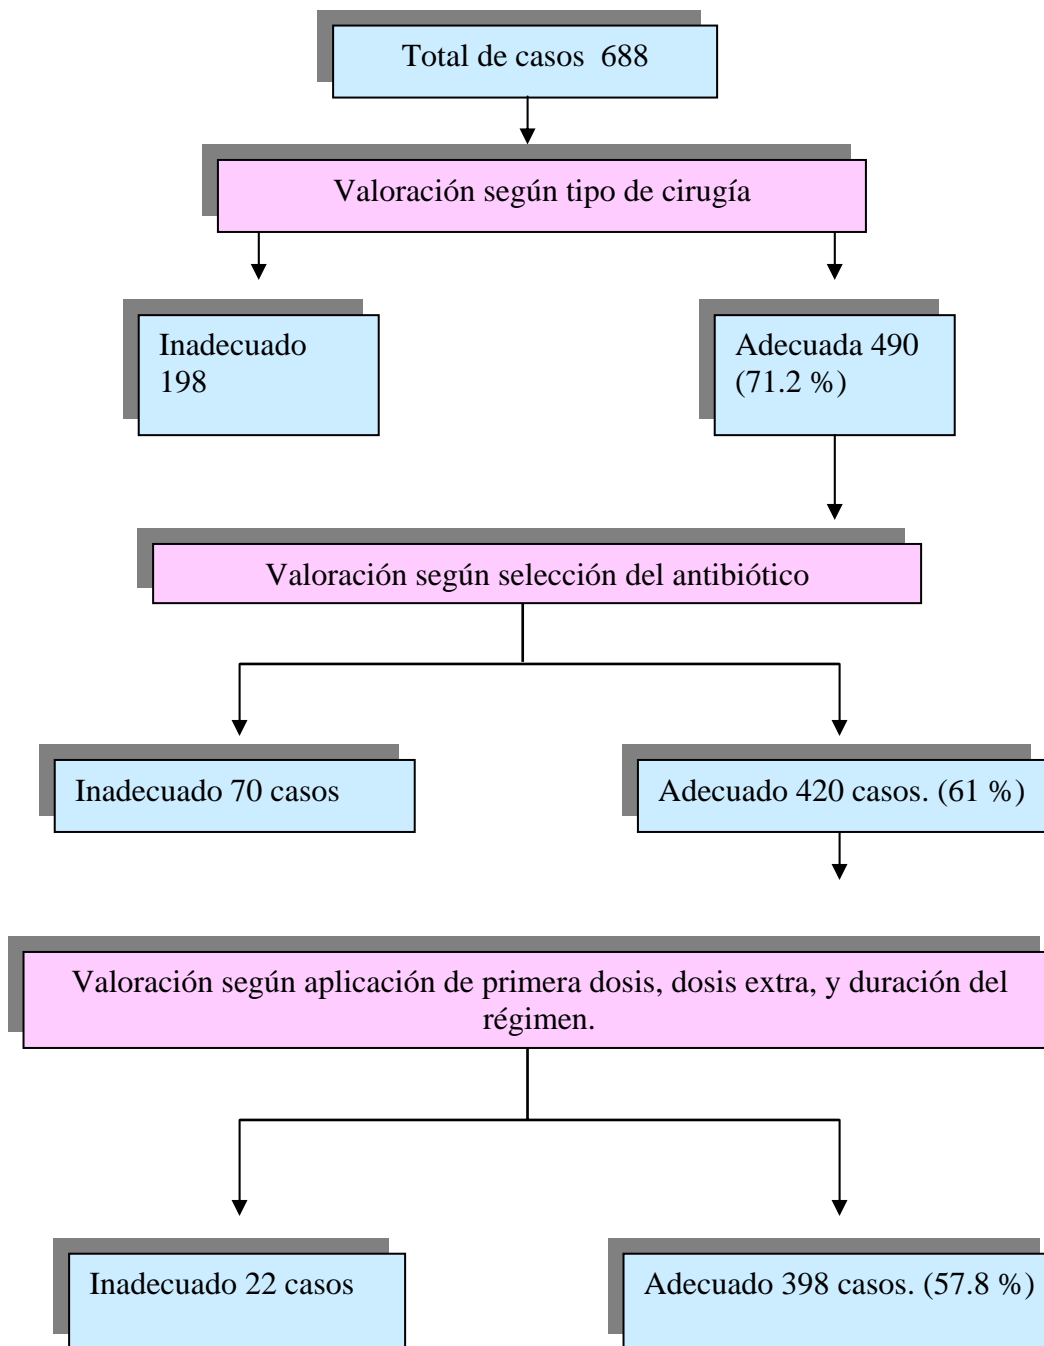 Total de casos  688
Valoración según tipo de cirugía
Inadecuado
198
Adecuada 490
(71.2 %)
Valoración según selección del antibiótico
Inadecuado 70 casos
Adecuado 420 casos. (61 %)
Valoración según aplicación de primera dosis, dosis extra, y duración del
régimen.
Inadecuado 22 casos
Adecuado 398 casos. (57.8 %)